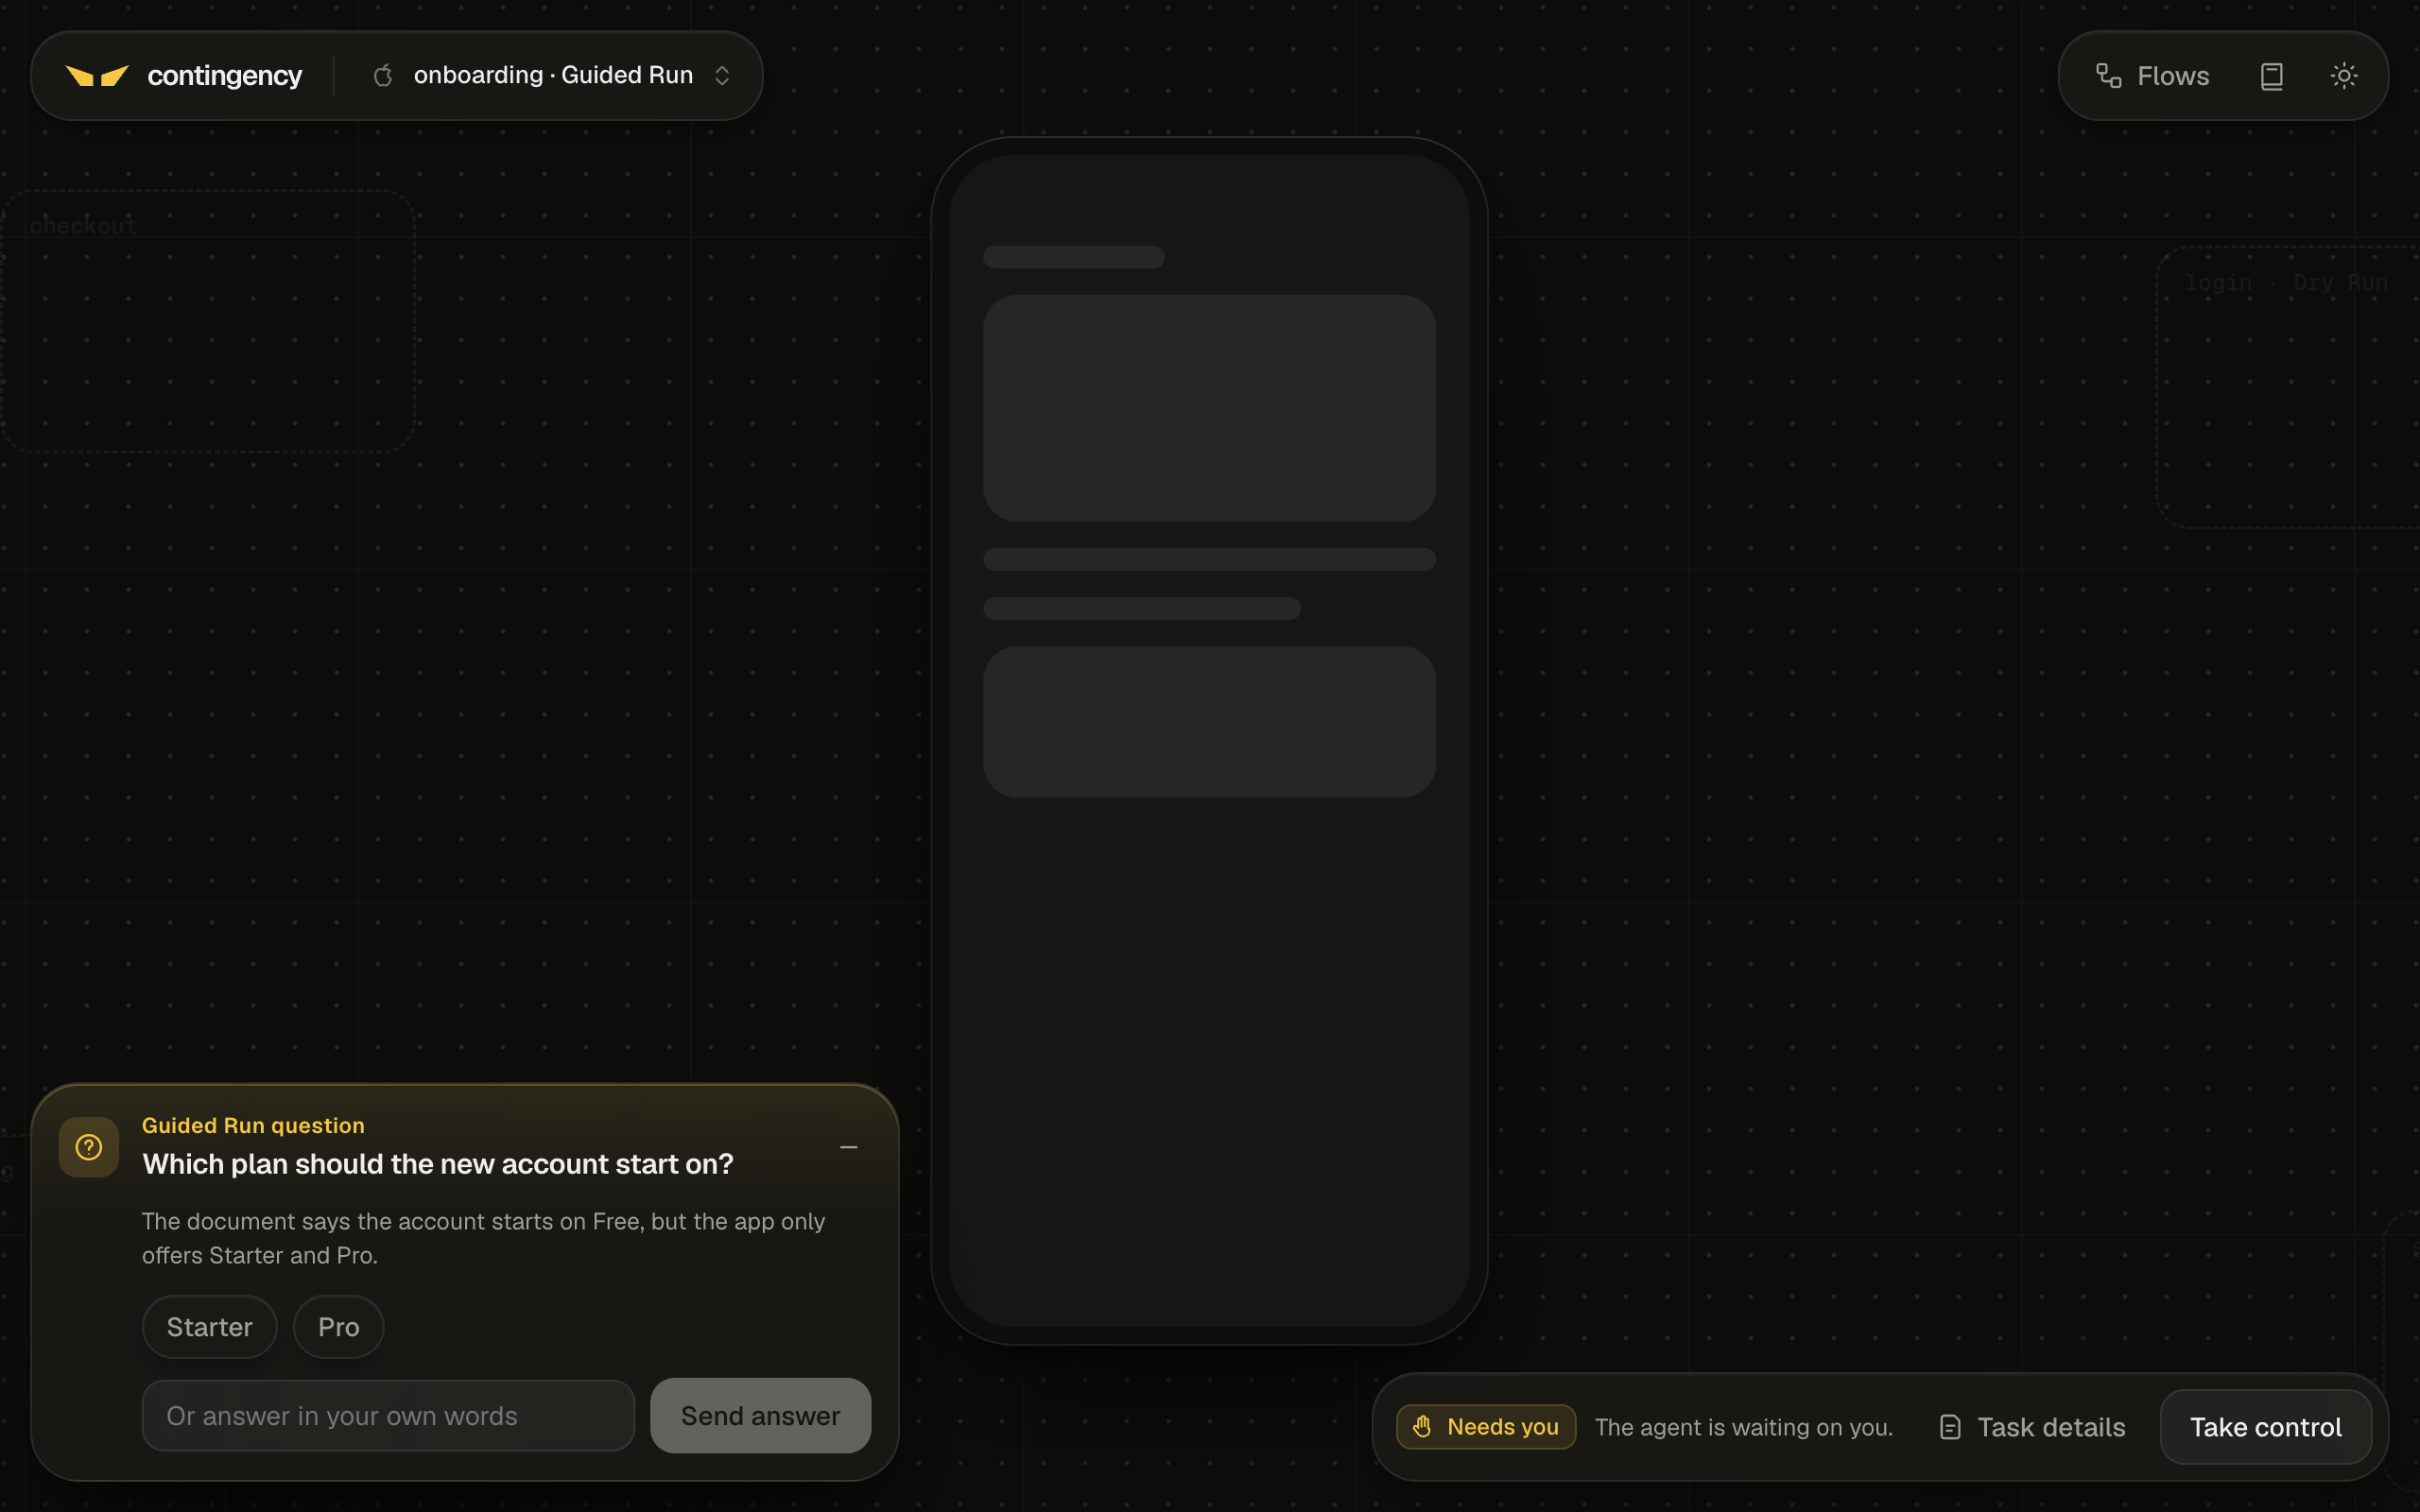 contingency
onboarding · Guided Run
Flows
checkout
login · Dry Run
Guided Run question
Which plan should the new account start on?
The document says the account starts on Free, but the app only
offers Starter and Pro.
Starter
Pro
Or answer in your own words
Send answer
Needs you
The agent is waiting on you.
Task details
Take control